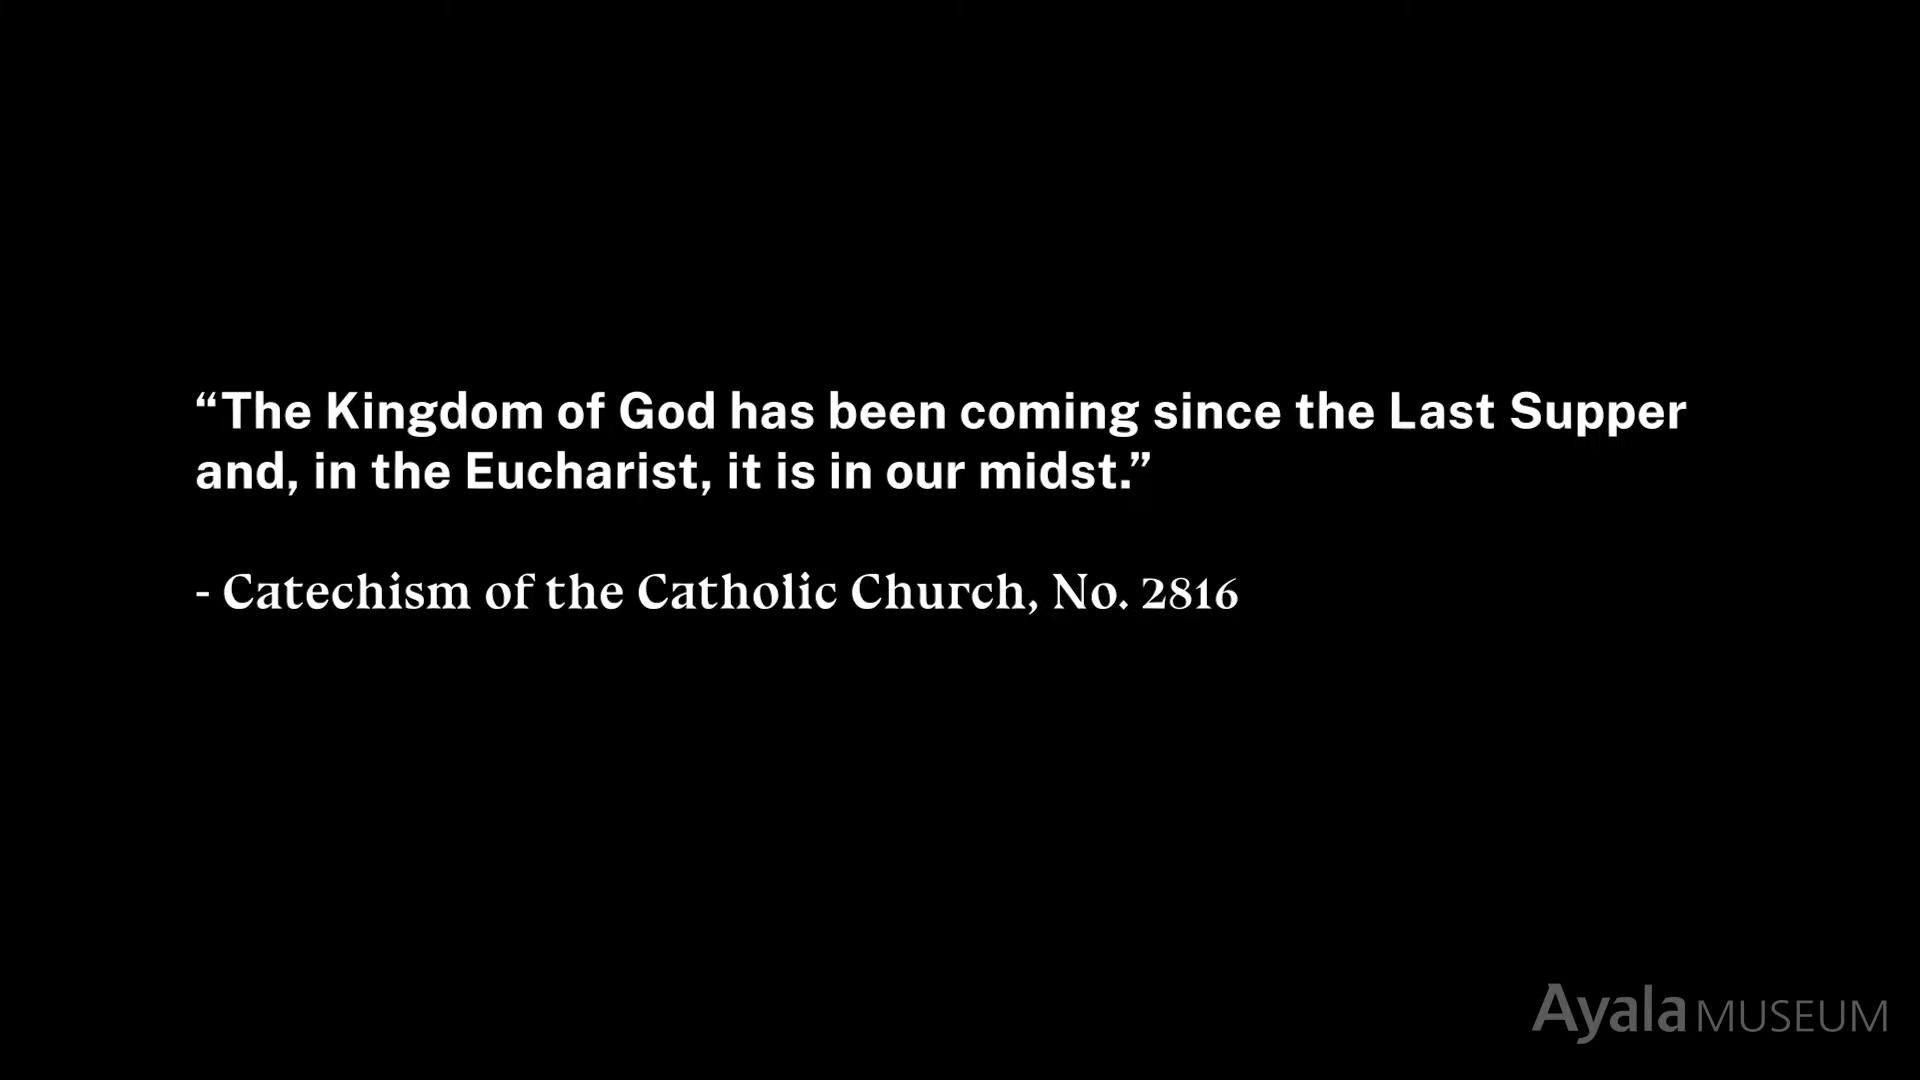 “The Kingdom of God has been coming since the Last Supper
and, in the Eucharist, it is in our midst.”
- Catechism of the Catholic Church, No. 2816
Ayala MUSEUM